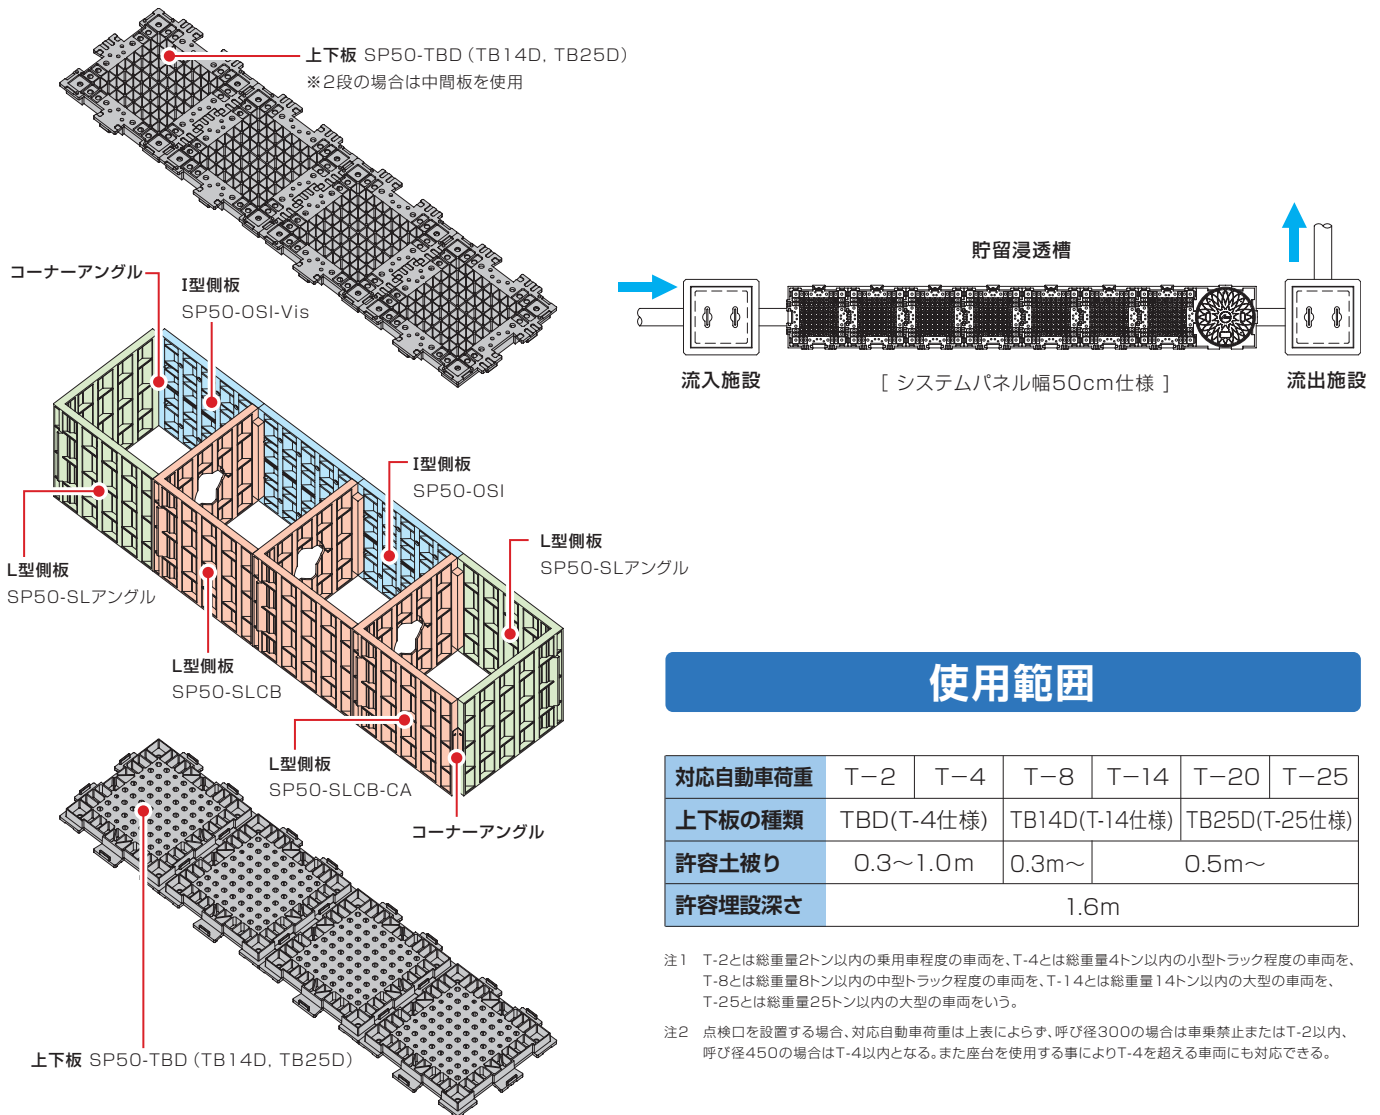 上下板 SP50-TBD（TB14D, TB25D）
※2段の場合は中間板を使用
コーナーアングル
I型側板
SP50-OSI-Vis
I型側板
SP50-OSI
L型側板
SP50-SLアングル
L型側板
SP50-SLアングル
L型側板
SP50-SLCB
L型側板
SP50-SLCB-CA
コーナーアングル
上下板 SP50-TBD（TB14D, TB25D）
貯留浸透槽
流入施設
［ システムパネル幅50cm仕様 ］
流出施設
使用範囲
対応自動車荷重 T－2 T－4 T－8 T－14 T－20 T－25
上下板の種類 TBD(T-4仕様) TB14D(T-14仕様) TB25D(T-25仕様)
許容土被り 0.3〜1.0m 0.3m〜 0.5m〜
許容埋設深さ 1.6m
注1 T-2とは総重量2トン以内の乗用車程度の車両を、T-4とは総重量4トン以内の小型トラック程度の車両を、
T-8とは総重量8トン以内の中型トラック程度の車両を、T-14とは総重量14トン以内の大型の車両を、
T-25とは総重量25トン以内の大型の車両をいう。
注2 点検口を設置する場合、対応自動車荷重は上表によらず、呼び径300の場合は車乗禁止またはT-2以内、
呼び径450の場合はT-4以内となる。また座台を使用する事によりT-4を超える車両にも対応できる。